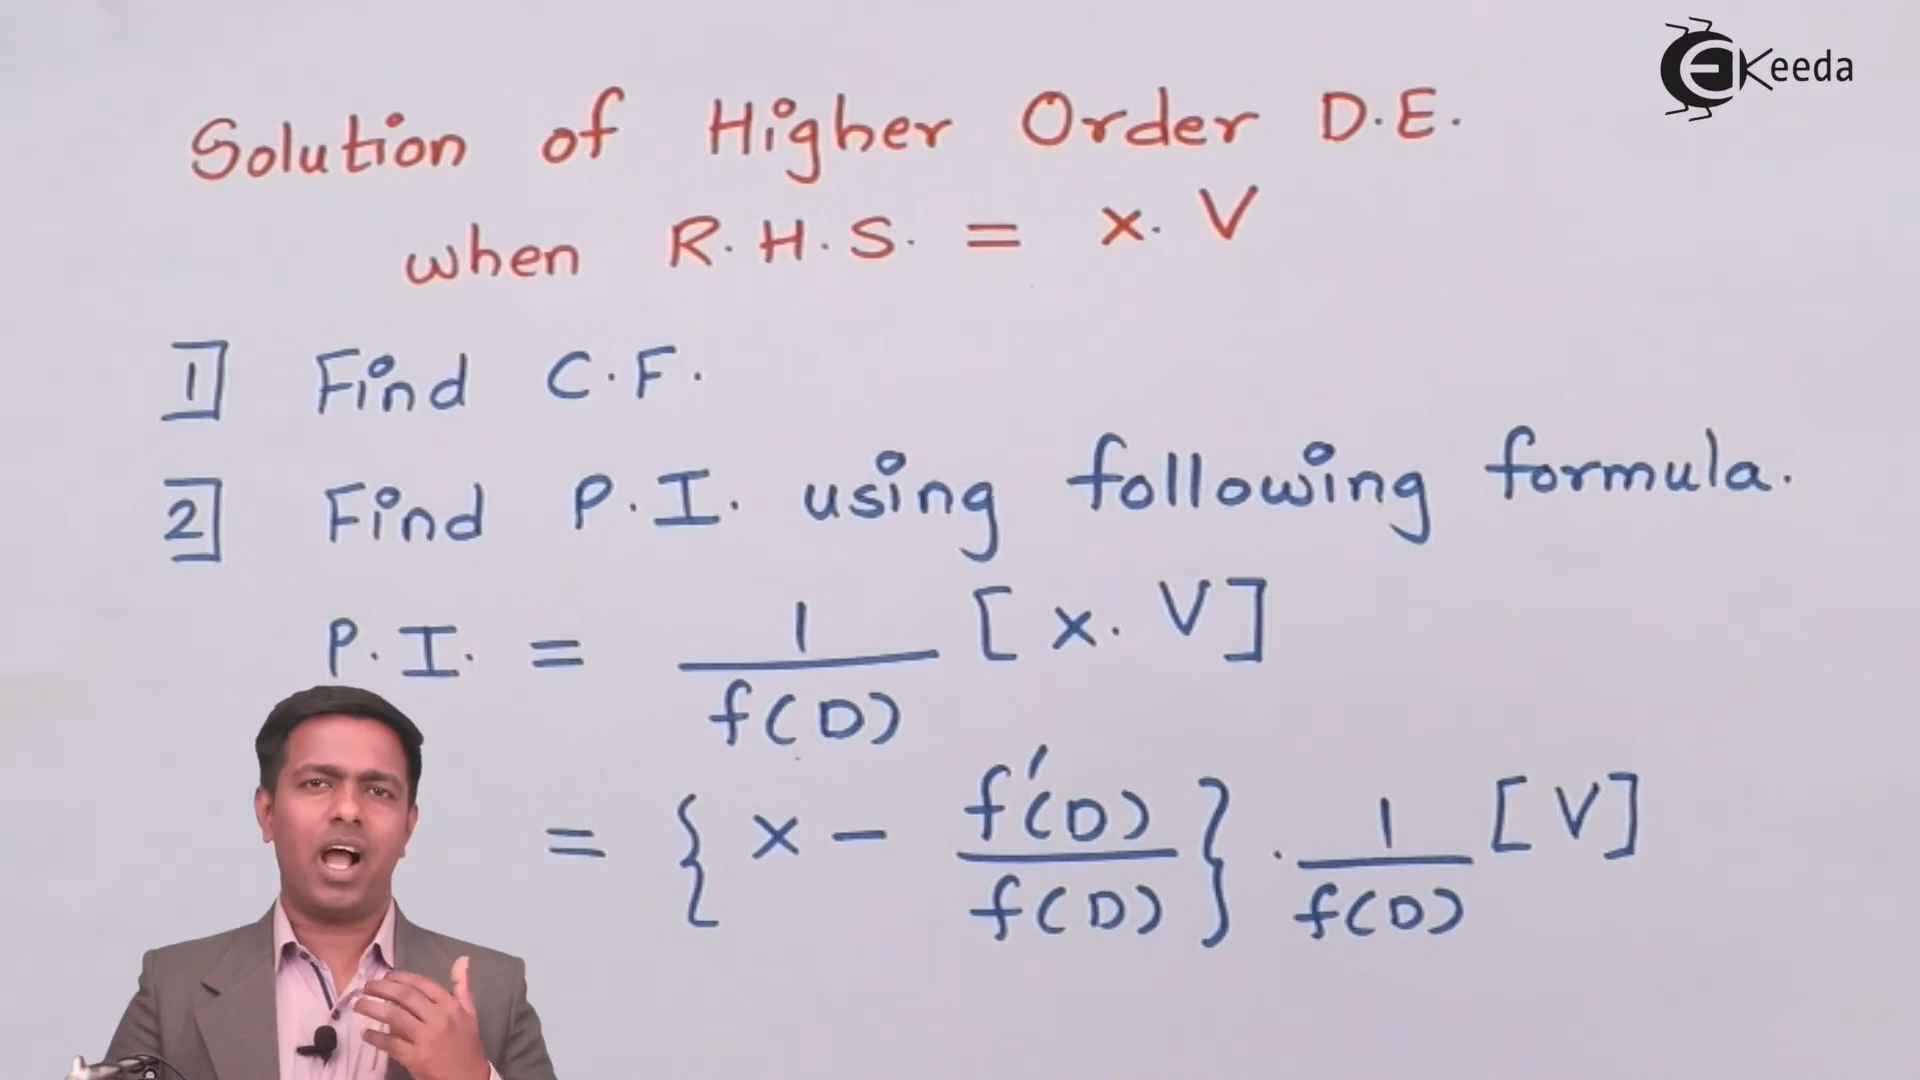 EKeeda
Solution of Higher Order D.E.
when R.H.S. = x. V
1 Find C.F.
2 Find P.I. using following formula.
P.I. = 1/f(D) [x. V]
= {x - f'(D)/f(D)} . 1/f(D) [V]